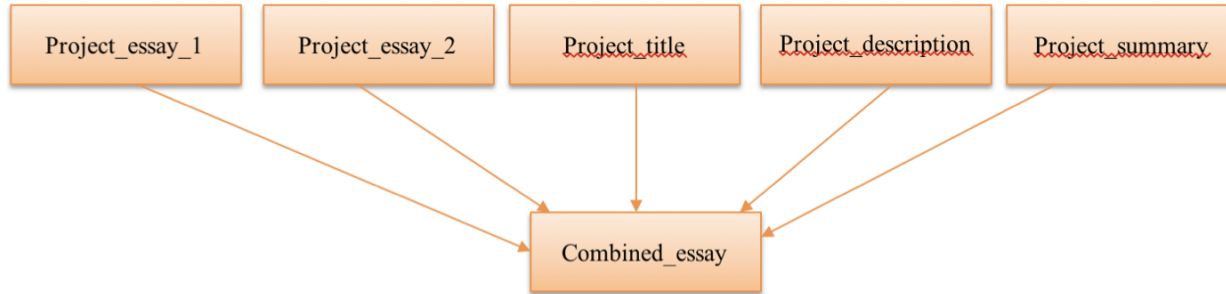 Project_essay_1
Project_essay_2
Project_title
Project_description
Project_summary
Combined_essay